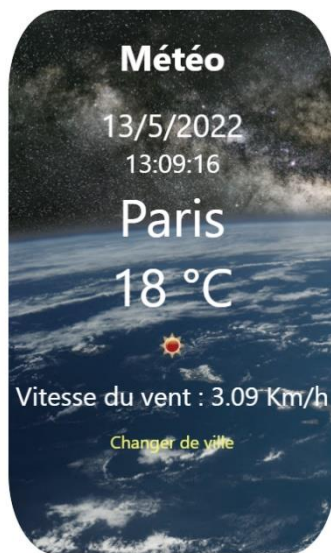 Météo
13/5/2022
13:09:16
Paris
18 °C
Vitesse du vent : 3.09 Km/h
Changer de ville